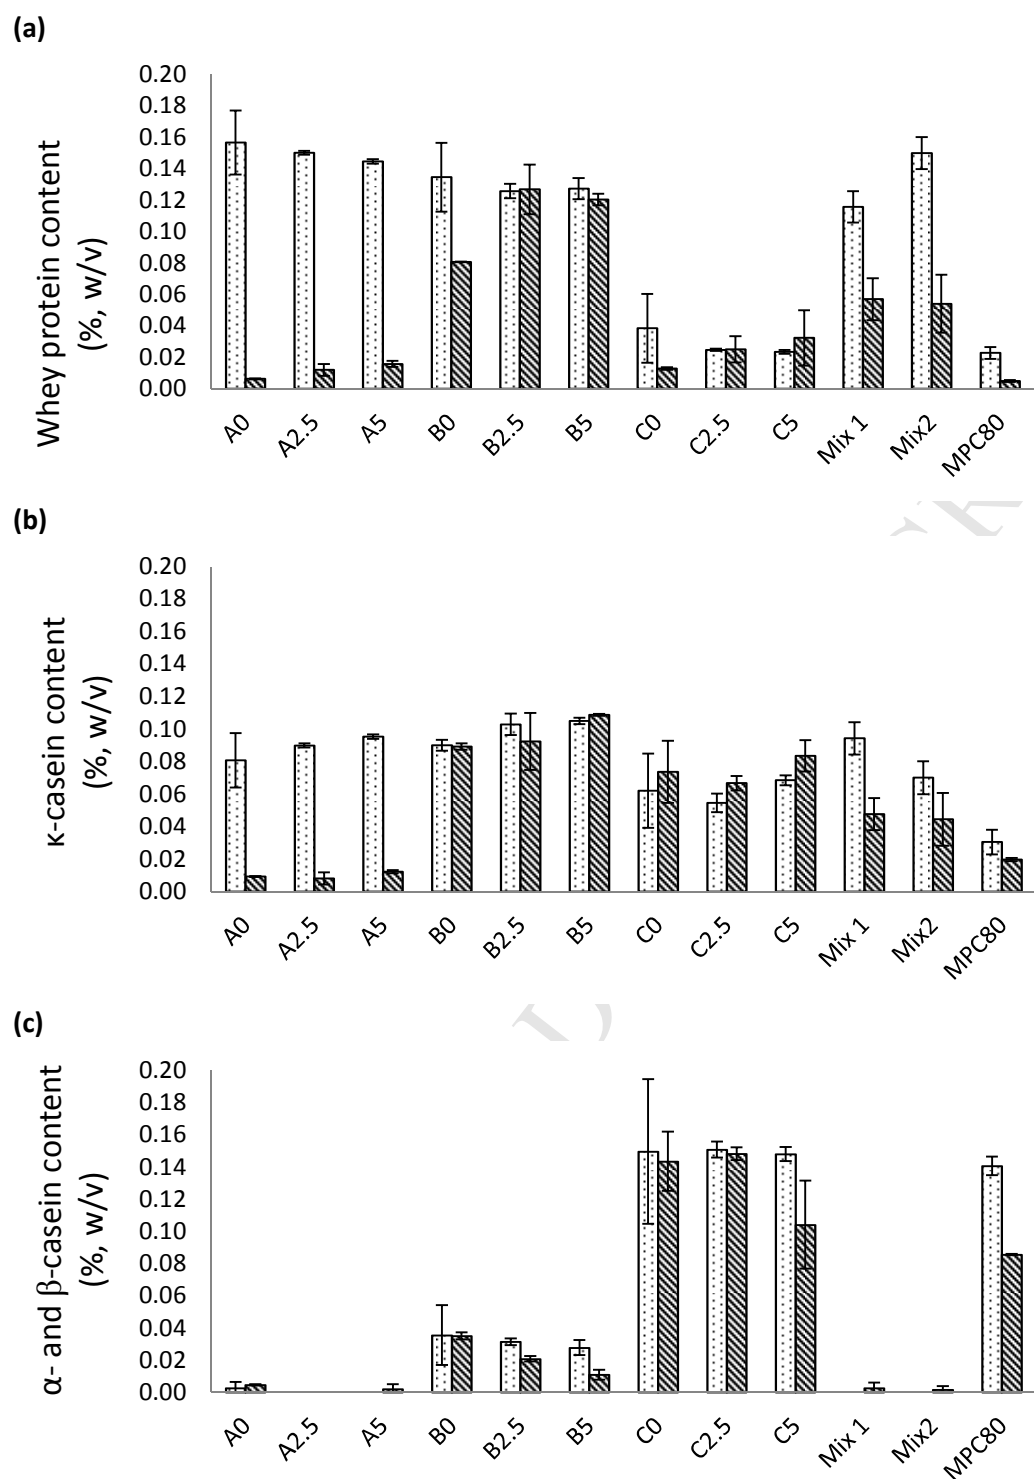 (a)
Whey protein content
(%, w/v)
0.20
0.18
0.16
0.14
0.12
0.10
0.08
0.06
0.04
0.02
0.00
A0 A2.5 A5 B0 B2.5 B5 C0 C2.5 C5 Mix 1 Mix2 MPC80
(b)
κ-casein content
(%, w/v)
0.20
0.18
0.16
0.14
0.12
0.10
0.08
0.06
0.04
0.02
0.00
A0 A2.5 A5 B0 B2.5 B5 C0 C2.5 C5 Mix 1 Mix2 MPC80
(c)
α- and β-casein content
(%, w/v)
0.20
0.18
0.16
0.14
0.12
0.10
0.08
0.06
0.04
0.02
0.00
A0 A2.5 A5 B0 B2.5 B5 C0 C2.5 C5 Mix 1 Mix2 MPC80